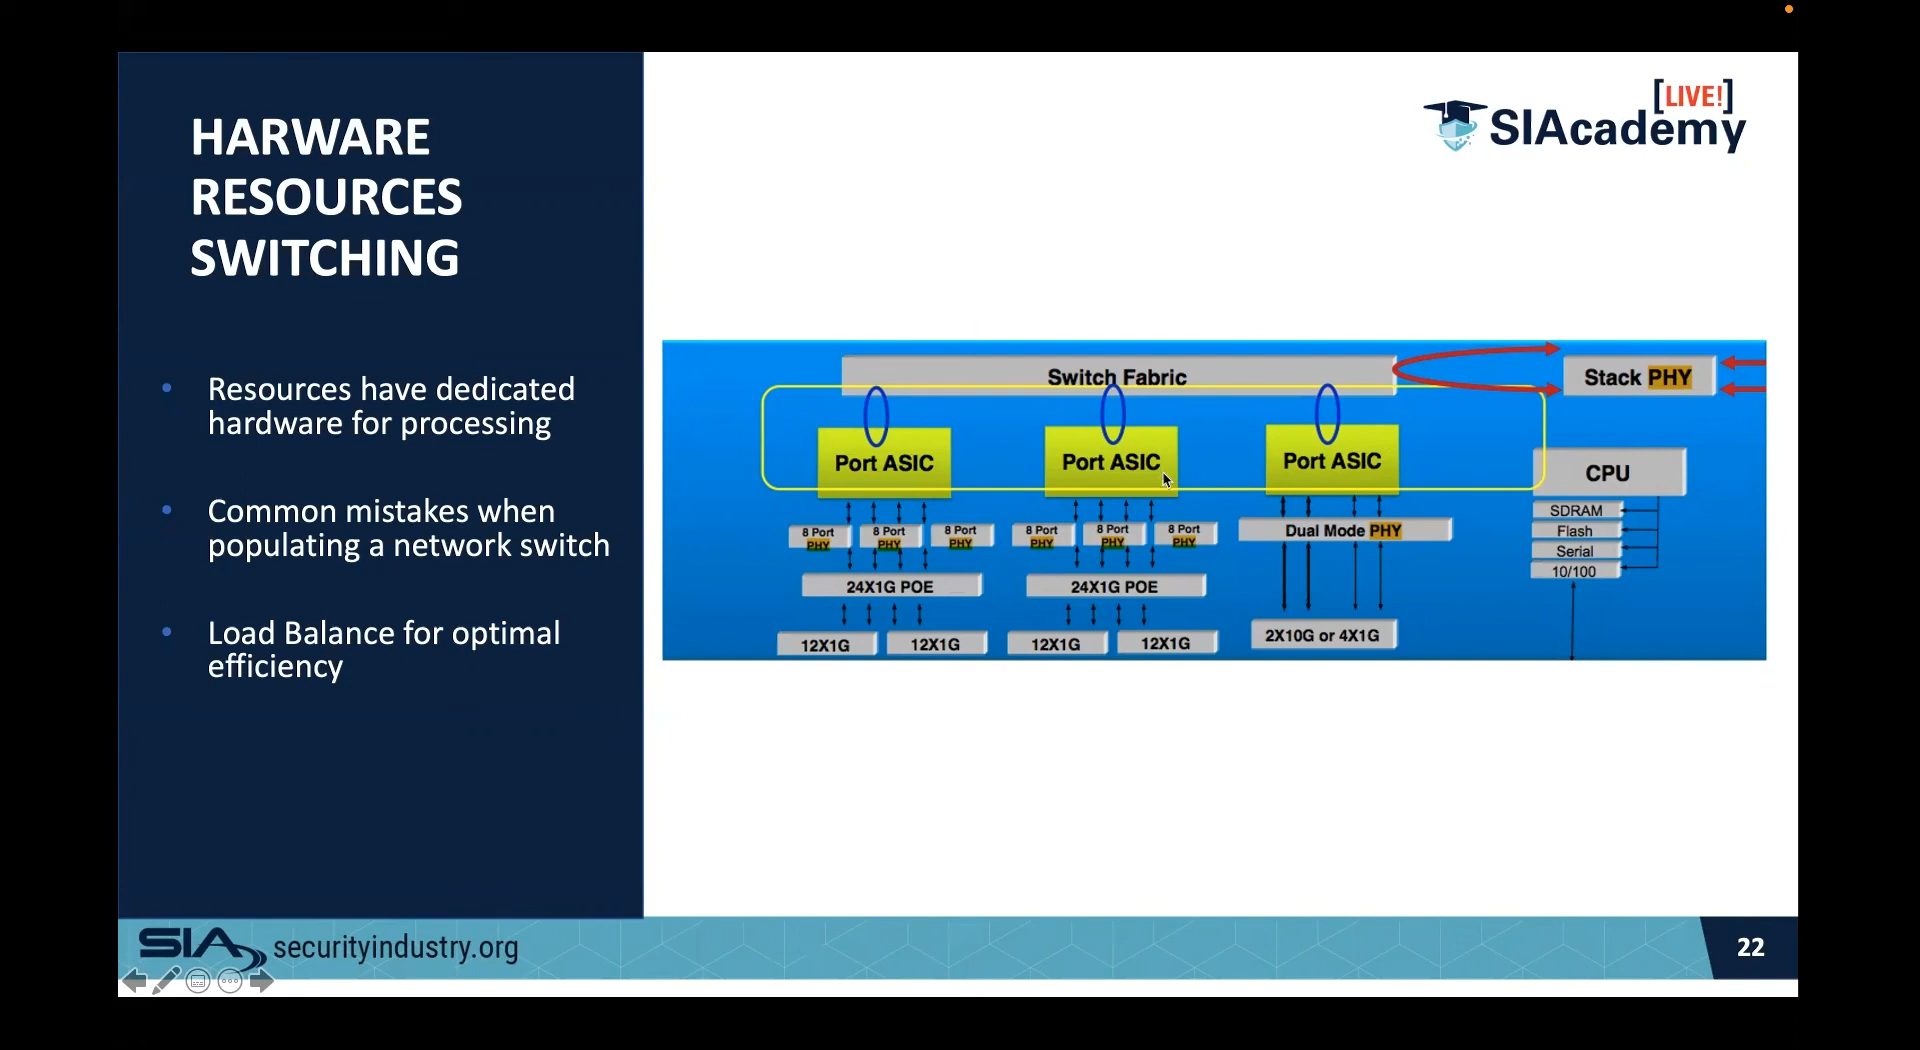 HARWARE
RESOURCES
SWITCHING
Resources have dedicated
hardware for processing
Common mistakes when
populating a network switch
Load Balance for optimal
efficiency
[LIVE!]
SIAcademy
Switch Fabric
Stack PHY
Port ASIC
Port ASIC
Port ASIC
CPU
SDRAM
Flash
Serial
10/100
8 Port
PHY
8 Port
PHY
8 Port
PHY
8 Port
PHY
8 Port
PHY
8 Port
PHY
Dual Mode PHY
24X1G POE
24X1G POE
12X1G
12X1G
12X1G
12X1G
2X10G or 4X1G
SIA
securityindustry.org
22